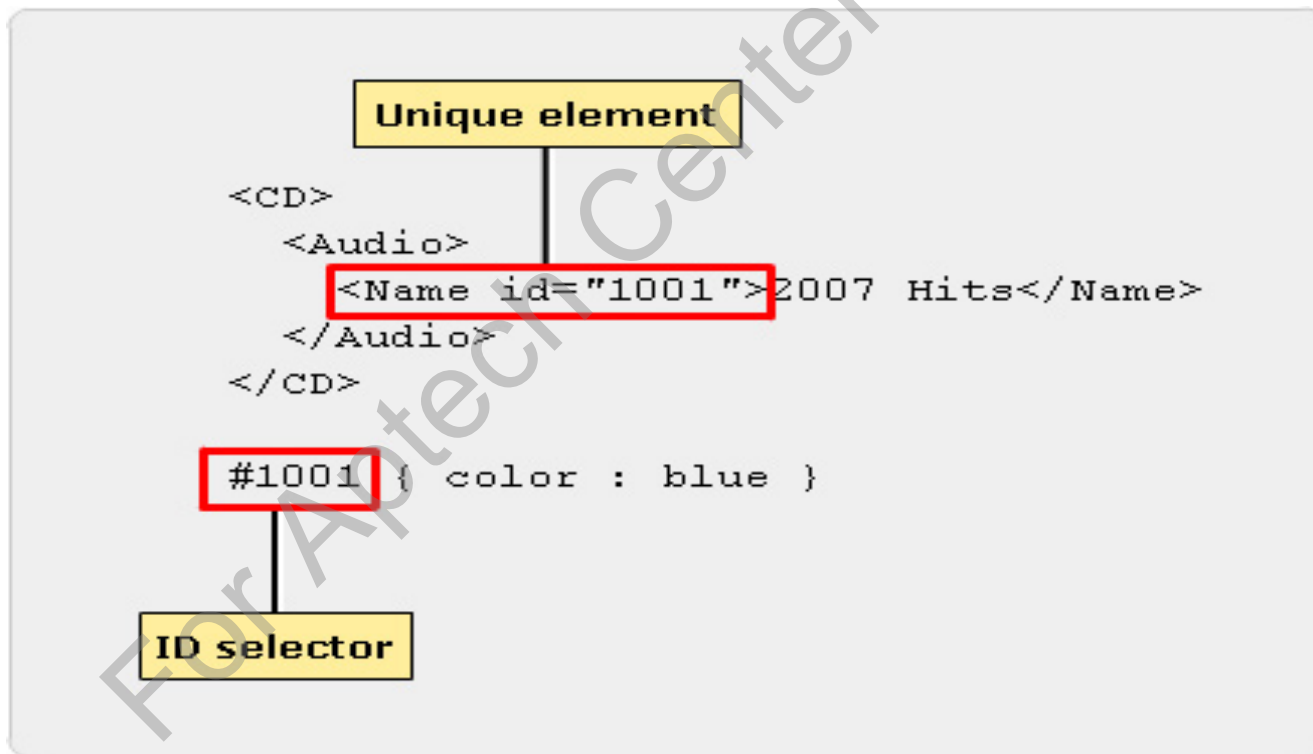 Unique element
<CD>
<Audio>
<Name id="1001">2007 Hits</Name>
</Audio>
</CD>
#1001 { color : blue }
ID selector
For Aptech Center